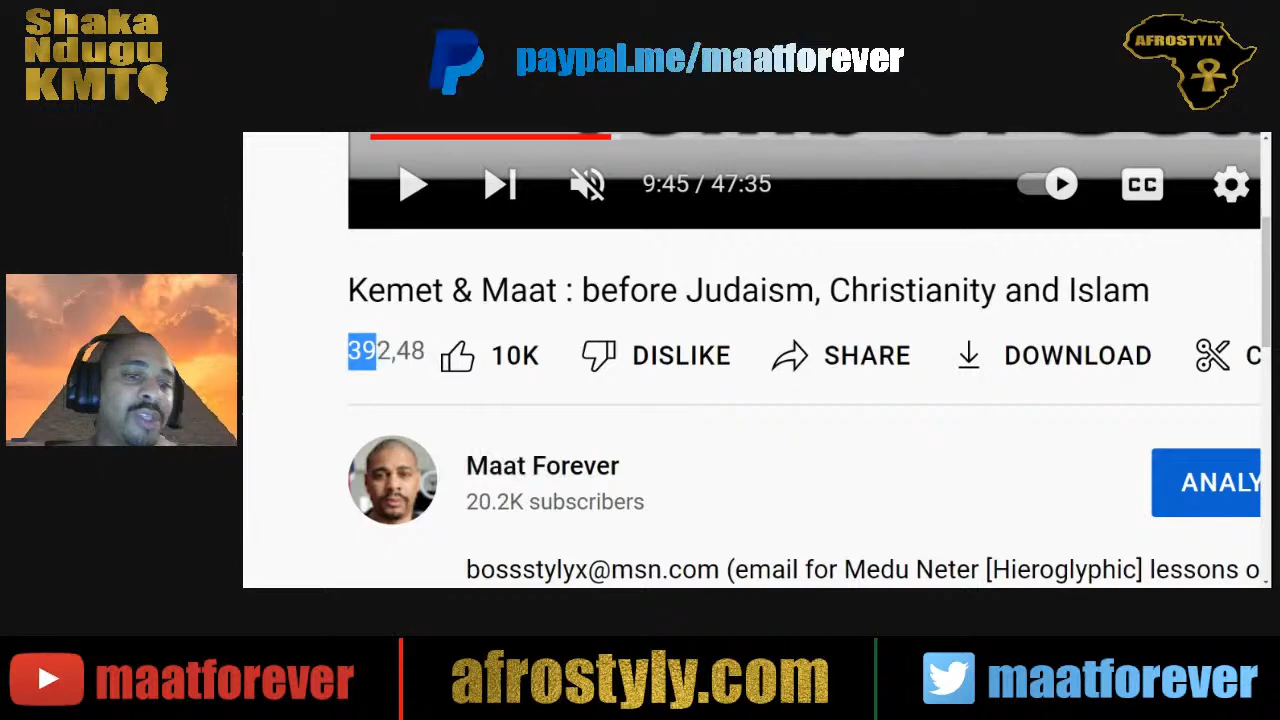 Shaka
Ndugu
KMT
paypal.me/maatforever
AFROSTYLY
9:45 / 47:35
CC
Kemet & Maat : before Judaism, Christianity and Islam
392,48 10K DISLIKE SHARE DOWNLOAD C
Maat Forever
20.2K subscribers
ANALY
bossstylyx@msn.com (email for Medu Neter [Hieroglyphic] lessons o
maatforever afrostyly.com maatforever